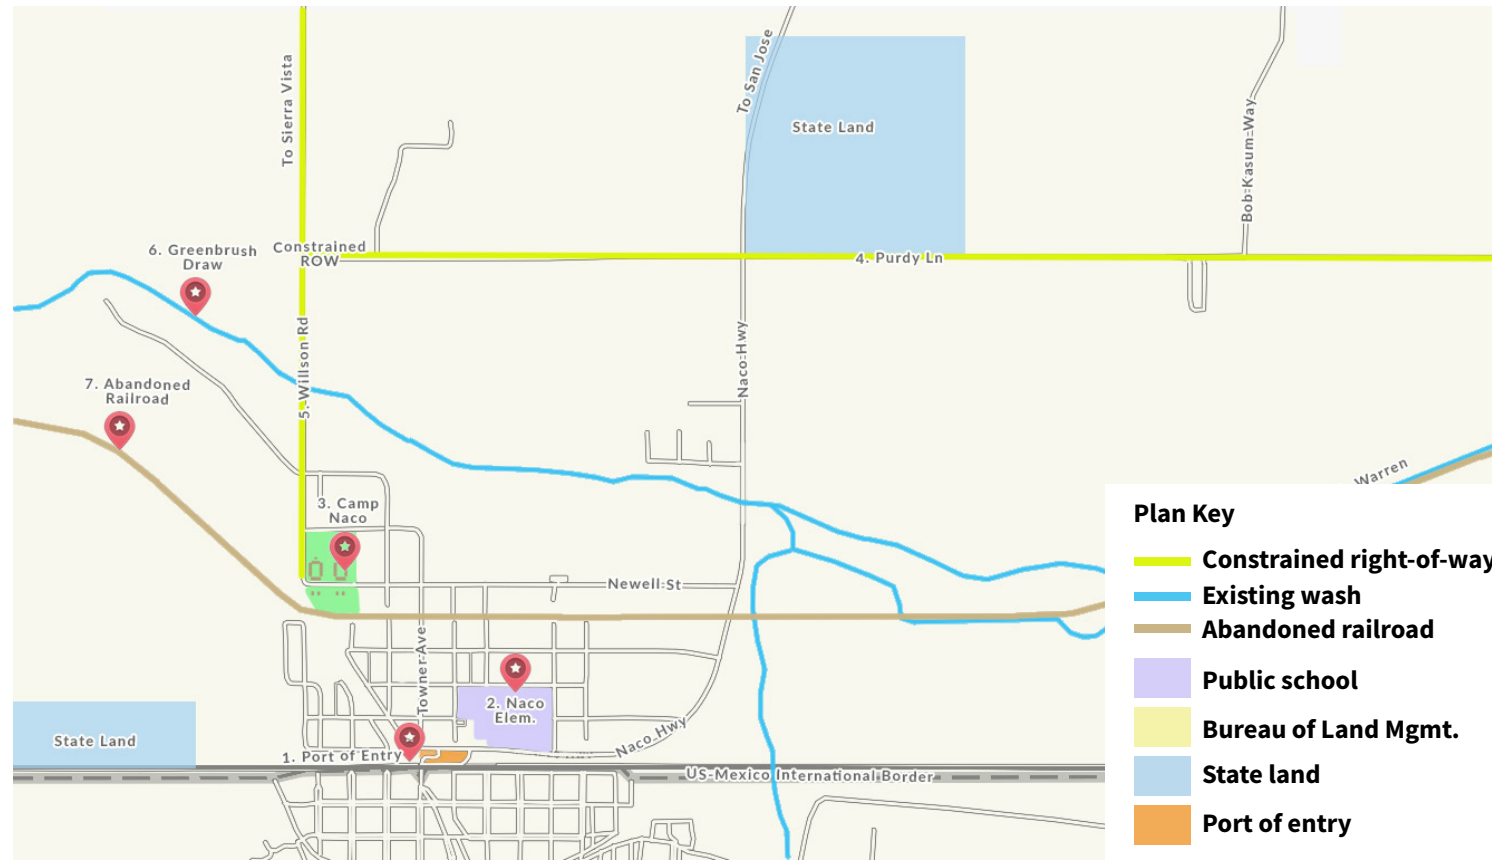 To Sierra Vista
To San Jose
State Land
Bob Kasum Way
6. Greenbrush
Draw
Constrained
ROW
4. Purdy Ln
5. Willson Rd
Naco Hwy
7. Abandoned
Railroad
Warren
3. Camp
Naco
Newell St
Towner Ave
2. Naco
Elem.
Naco Hwy
State Land
1. Port of Entry
US-Mexico International Border
Plan Key
Constrained right-of-way
Existing wash
Abandoned railroad
Public school
Bureau of Land Mgmt.
State land
Port of entry